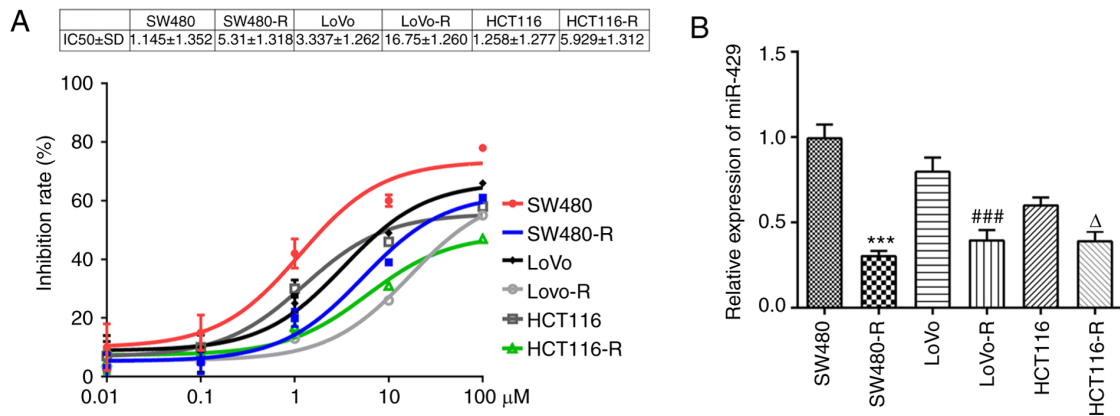 A
SW480 SW480-R LoVo LoVo-R HCT116 HCT116-R
IC50±SD 1.145±1.352 5.31±1.318 3.337±1.262 16.75±1.260 1.258±1.277 5.929±1.312
Inhibition rate (%)
100
80
60
40
20
0
0.01 0.1 1 10 100 μM
SW480
SW480-R
LoVo
Lovo-R
HCT116
HCT116-R
B
Relative expression of miR-429
1.5
1.0
0.5
0.0
*** ### Δ
SW480
SW480-R
LoVo
LoVo-R
HCT116
HCT116-R